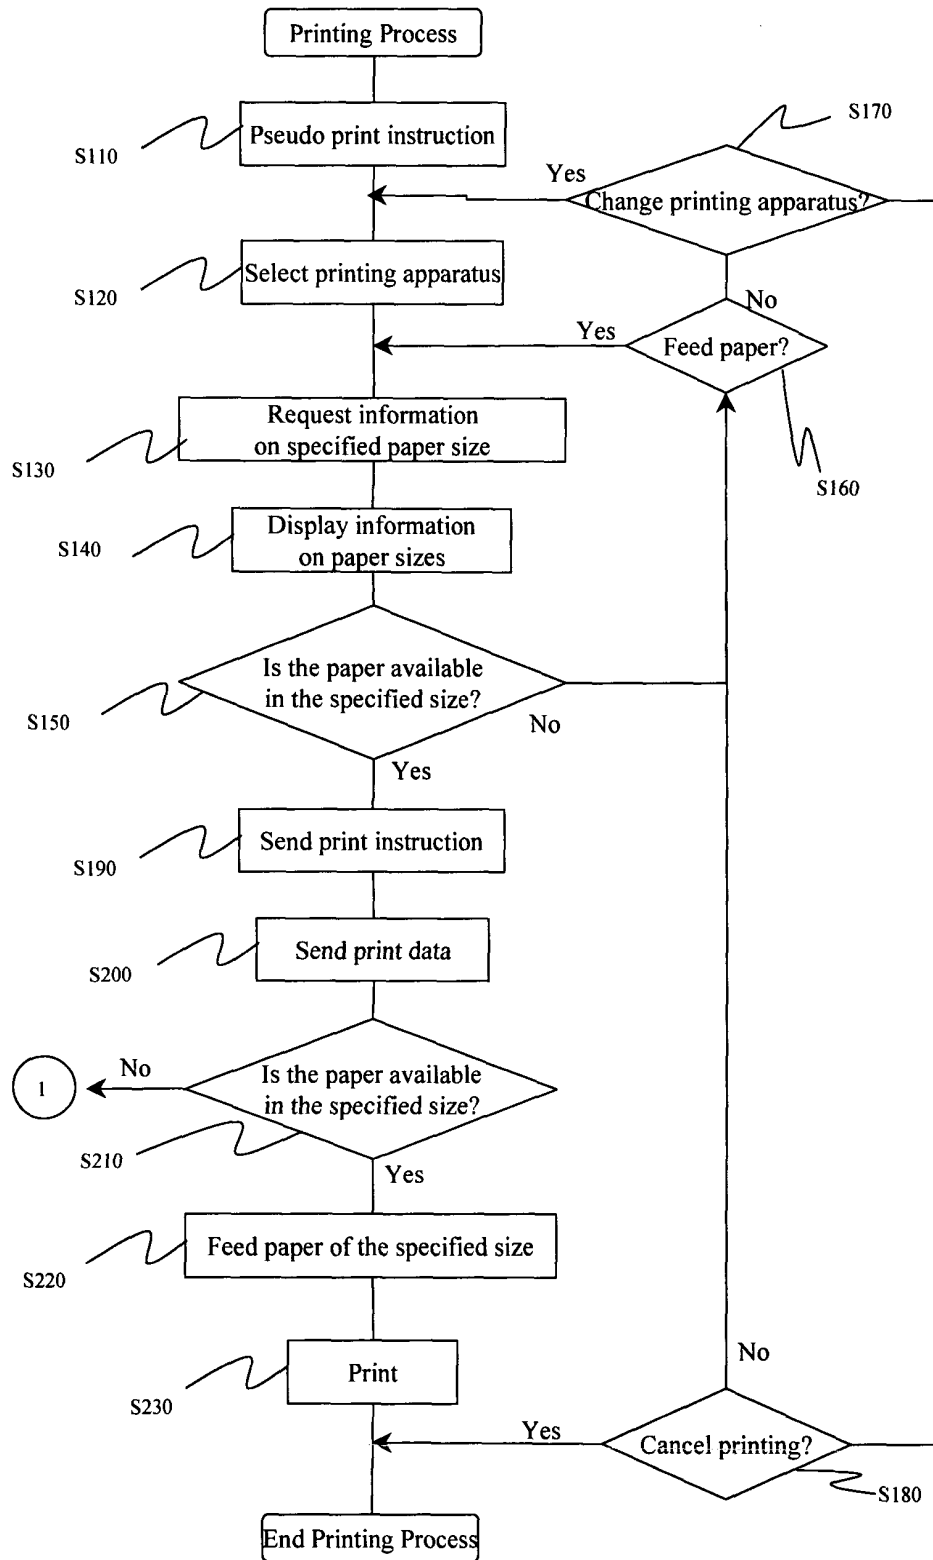 Printing Process
Pseudo print instruction
S110
S170
Yes
Change printing apparatus?
Select printing apparatus
S120
No
Yes
Feed paper?
Request information
on specified paper size
S130
S160
Display information
on paper sizes
S140
Is the paper available
in the specified size?
S150
No
Yes
Send print instruction
S190
Send print data
S200
No
1
Is the paper available
in the specified size?
S210
Yes
Feed paper of the specified size
S220
No
Print
S230
Yes
Cancel printing?
S180
End Printing Process